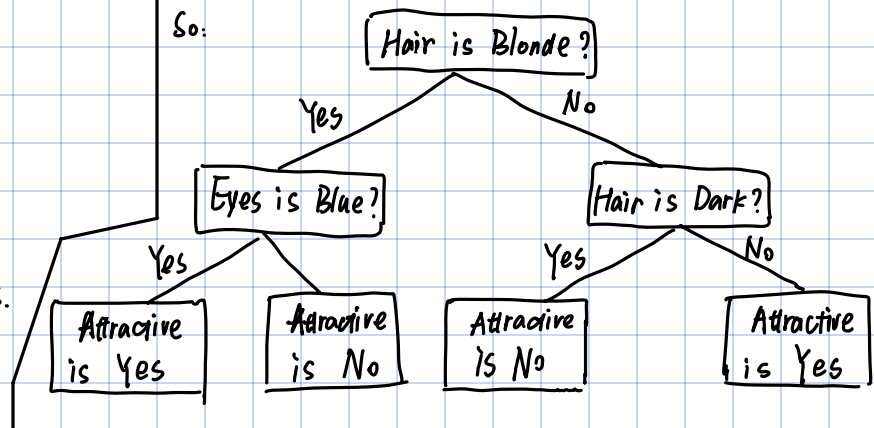 So:
Hair is Blonde?
Yes
No
Eyes is Blue?
Hair is Dark?
Yes
Yes
No
Attractive
is Yes
Attractive
is No
Attractive
is No
Attractive
is Yes